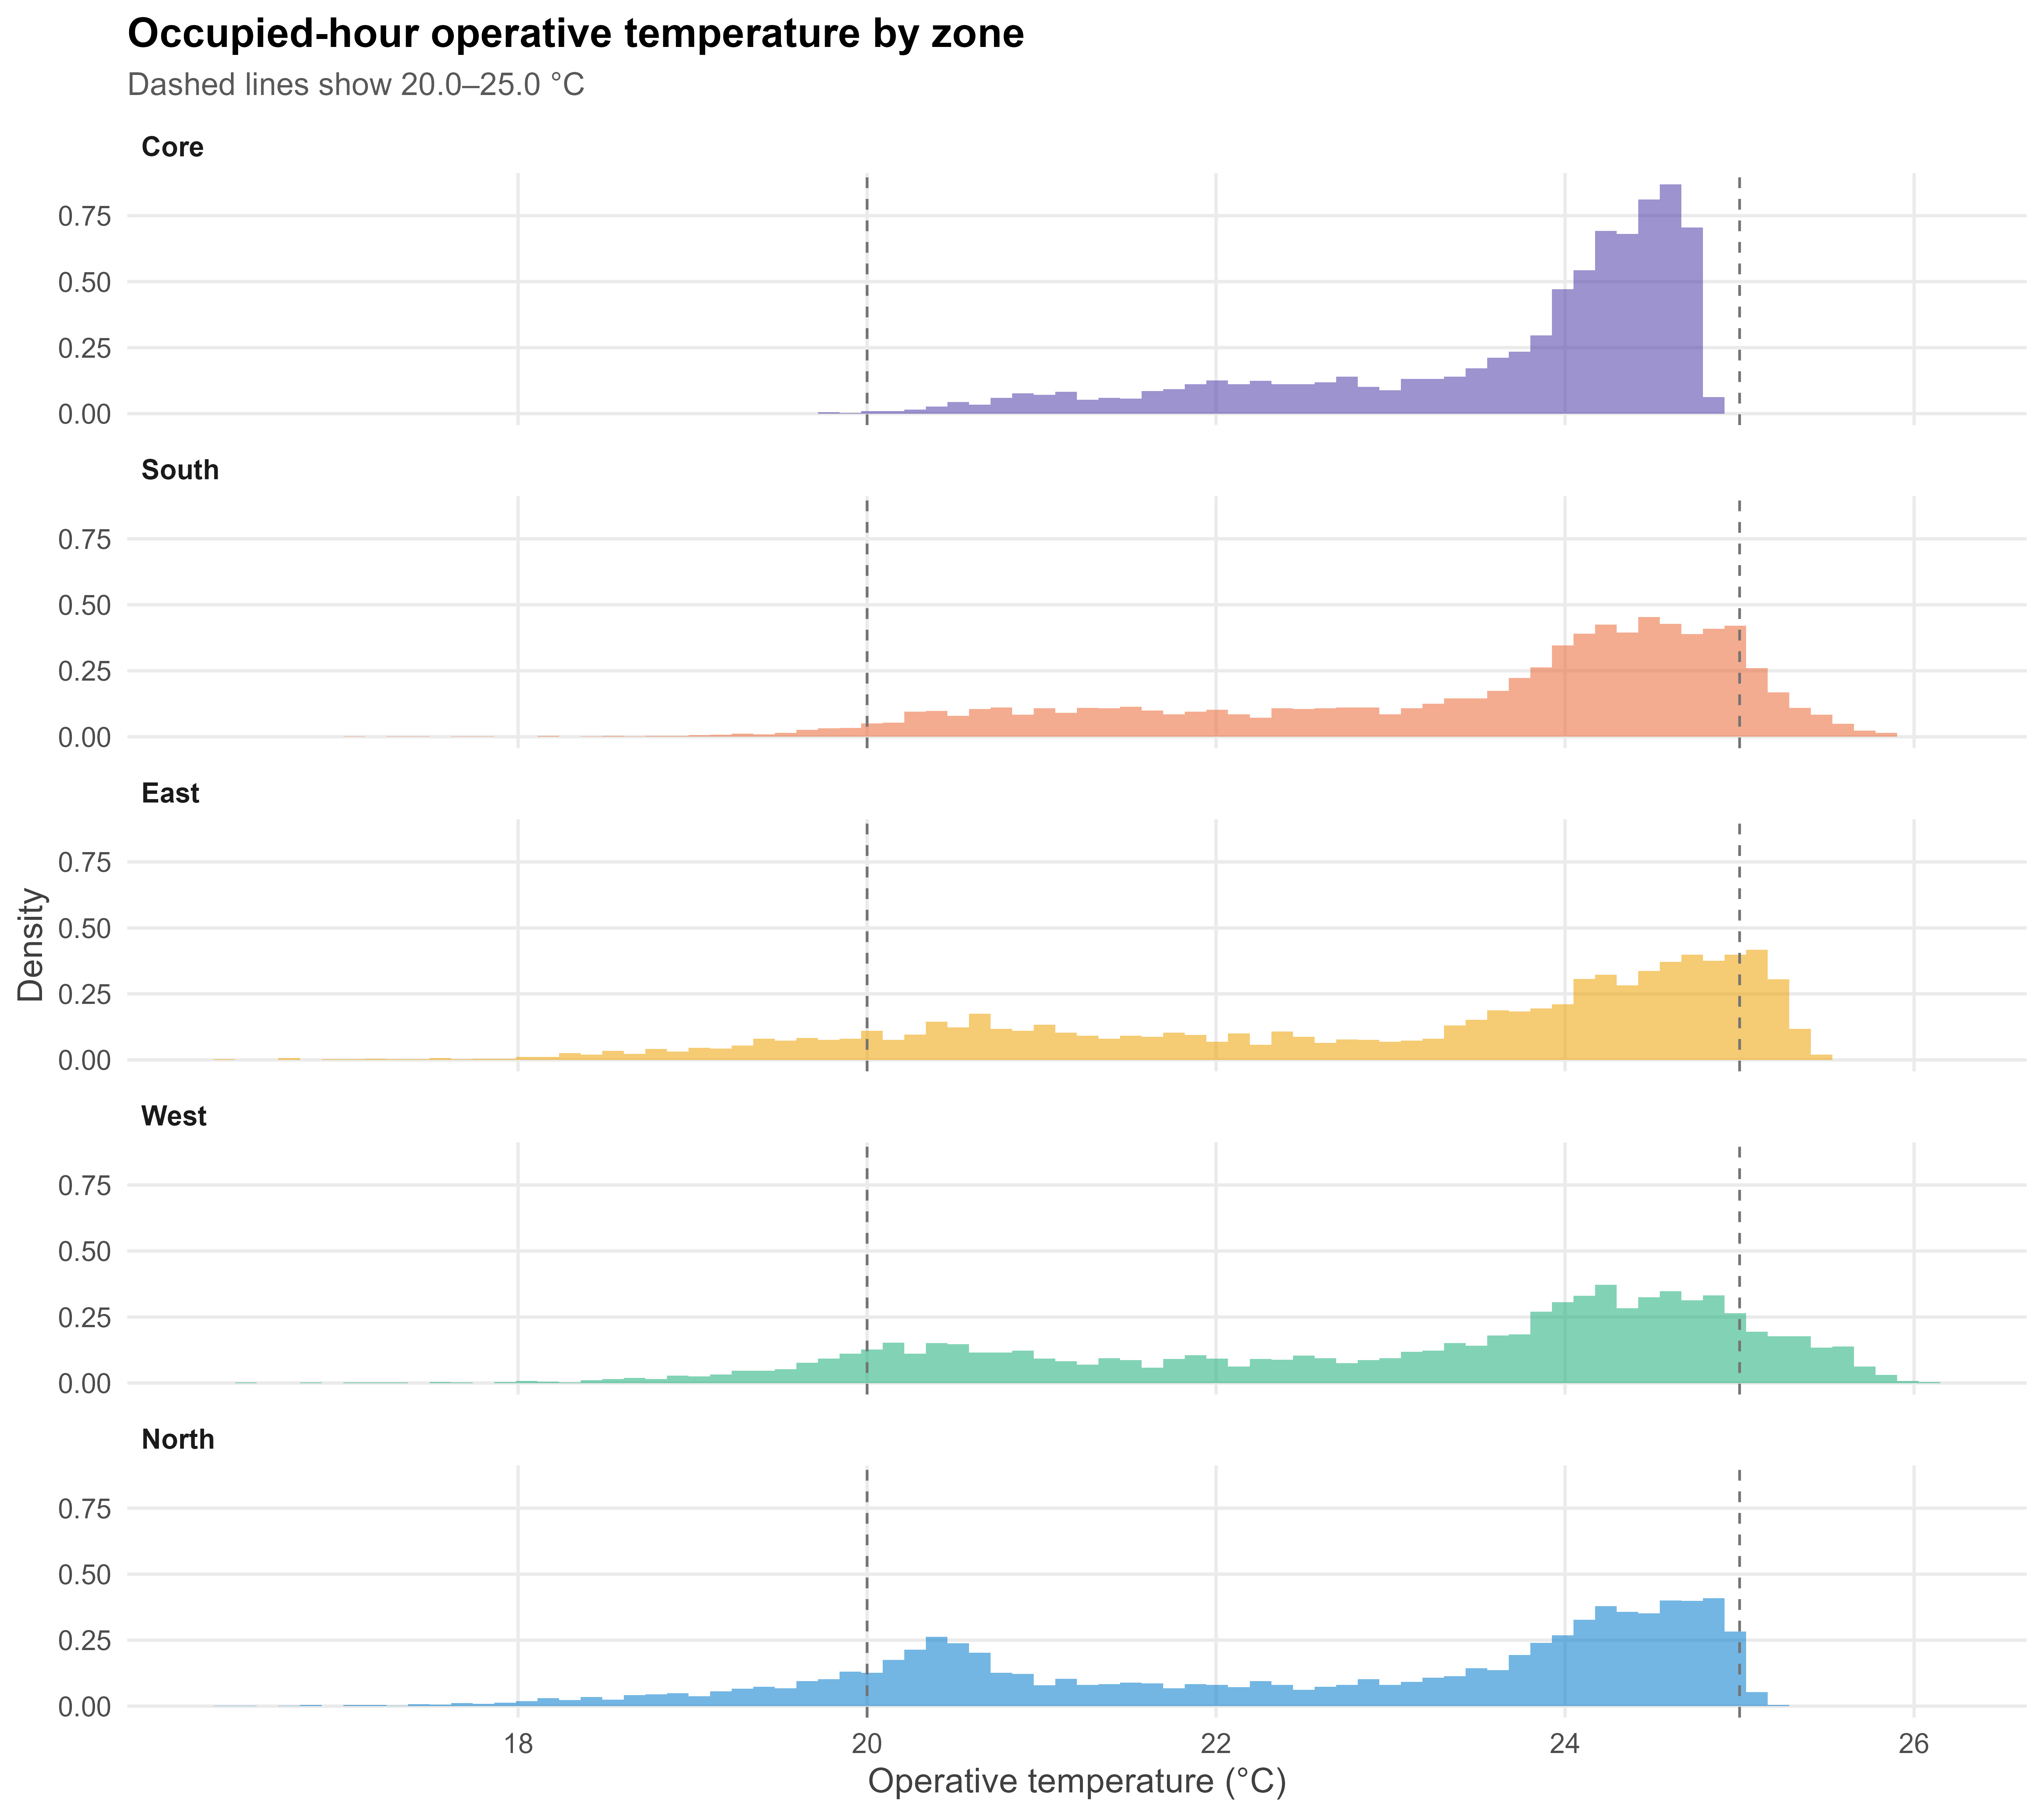 Occupied-hour operative temperature by zone
Dashed lines show 20.0–25.0 °C
Core
0.75
0.50
0.25
0.00
South
0.75
0.50
0.25
0.00
East
0.75
0.50
0.25
0.00
West
0.75
0.50
0.25
0.00
North
0.75
0.50
0.25
0.00
Density
18 20 22 24 26
Operative temperature (°C)